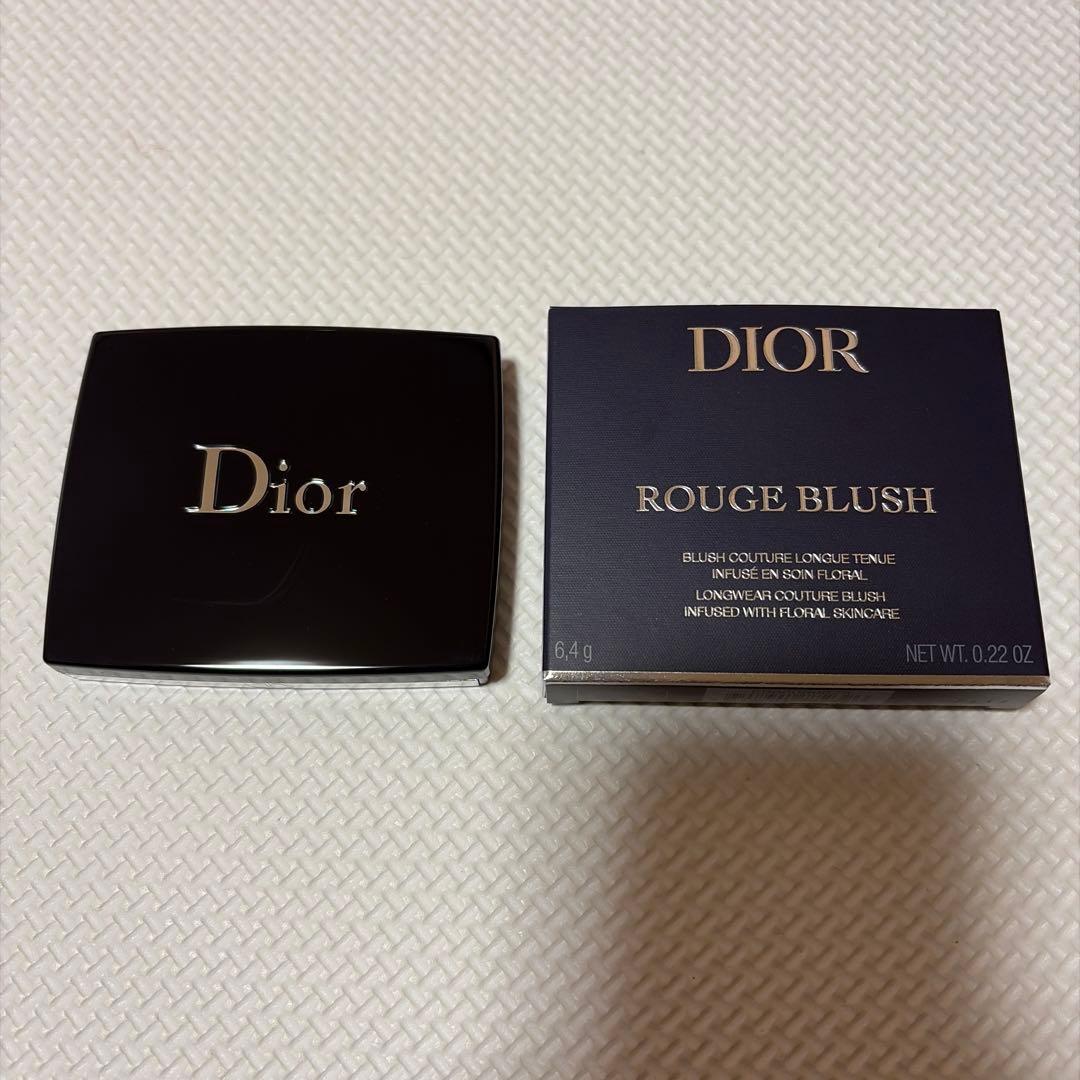 Dior
DIOR
ROUGE BLUSH
BLUSH COUTURE LONGUE TENUE
INFUSÉ EN SOIN FLORAL
LONGWEAR COUTURE BLUSH
INFUSED WITH FLORAL SKINCARE
6,4 g
NET WT. 0.22 OZ